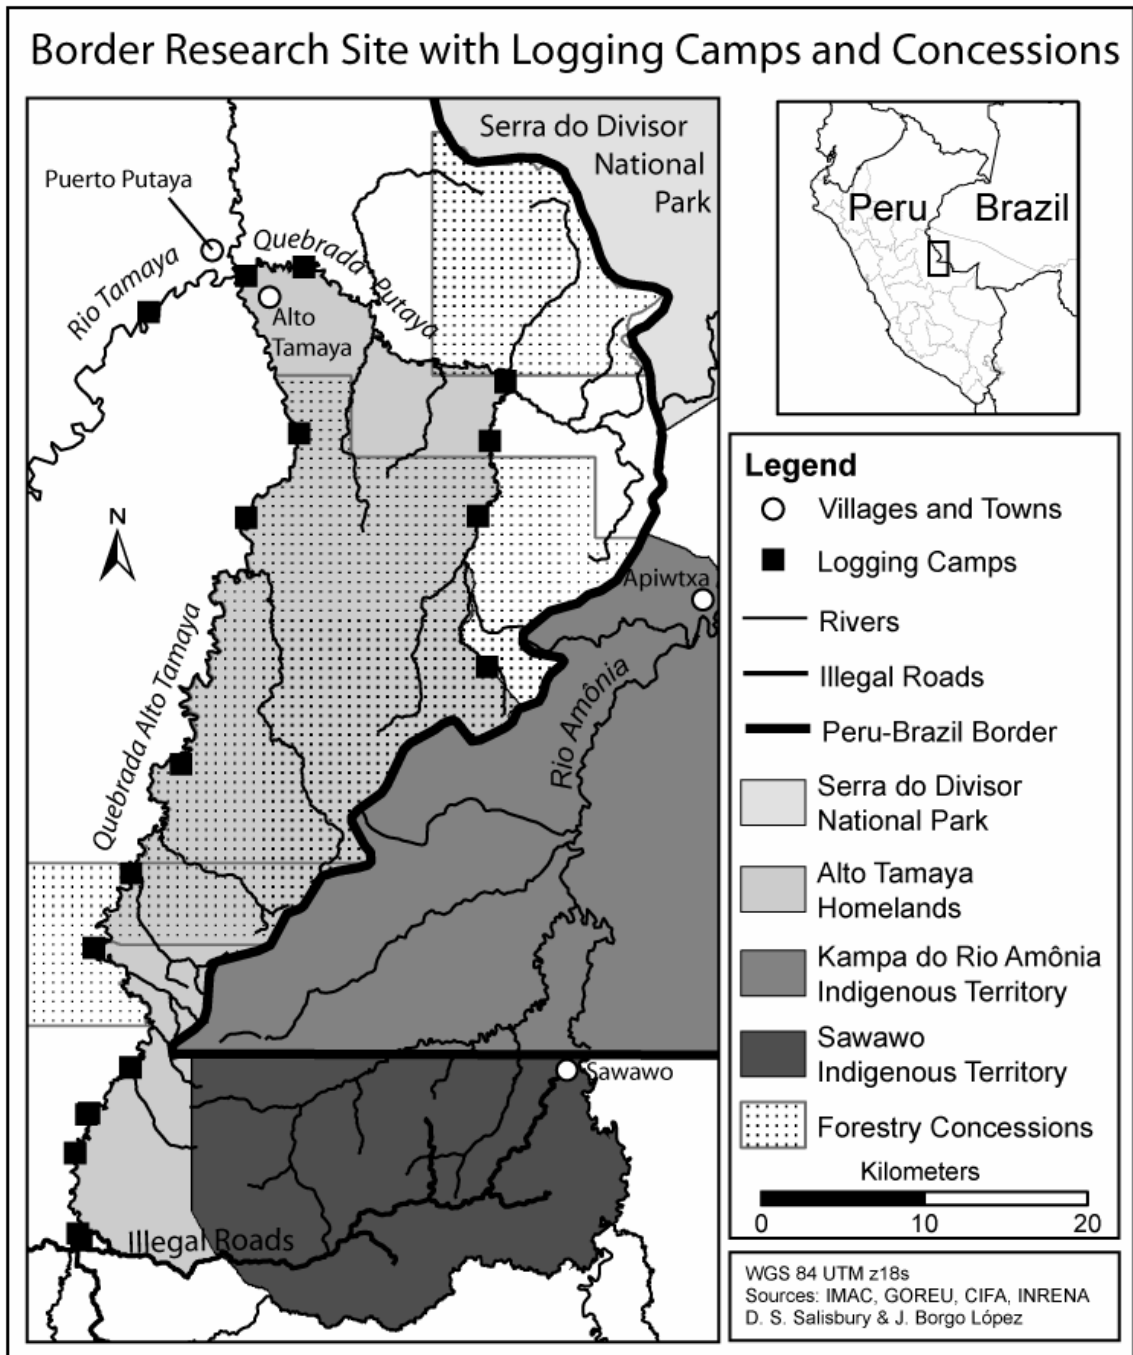 Border Research Site with Logging Camps and Concessions
Serra do Divisor
National
Park
Puerto Putaya
Quebrada Putaya
Rio Tamaya
Alto
Tamaya
Apiwtxa
Quebrada Alto Tamaya
Rio Amônia
Sawawo
Illegal Roads
N
Peru
Brazil
Legend
Villages and Towns
Logging Camps
Rivers
Illegal Roads
Peru-Brazil Border
Serra do Divisor
National Park
Alto Tamaya
Homelands
Kampa do Rio Amônia
Indigenous Territory
Sawawo
Indigenous Territory
Forestry Concessions
Kilometers
0 10 20
WGS 84 UTM z18s
Sources: IMAC, GOREU, CIFA, INRENA
D. S. Salisbury & J. Borgo López